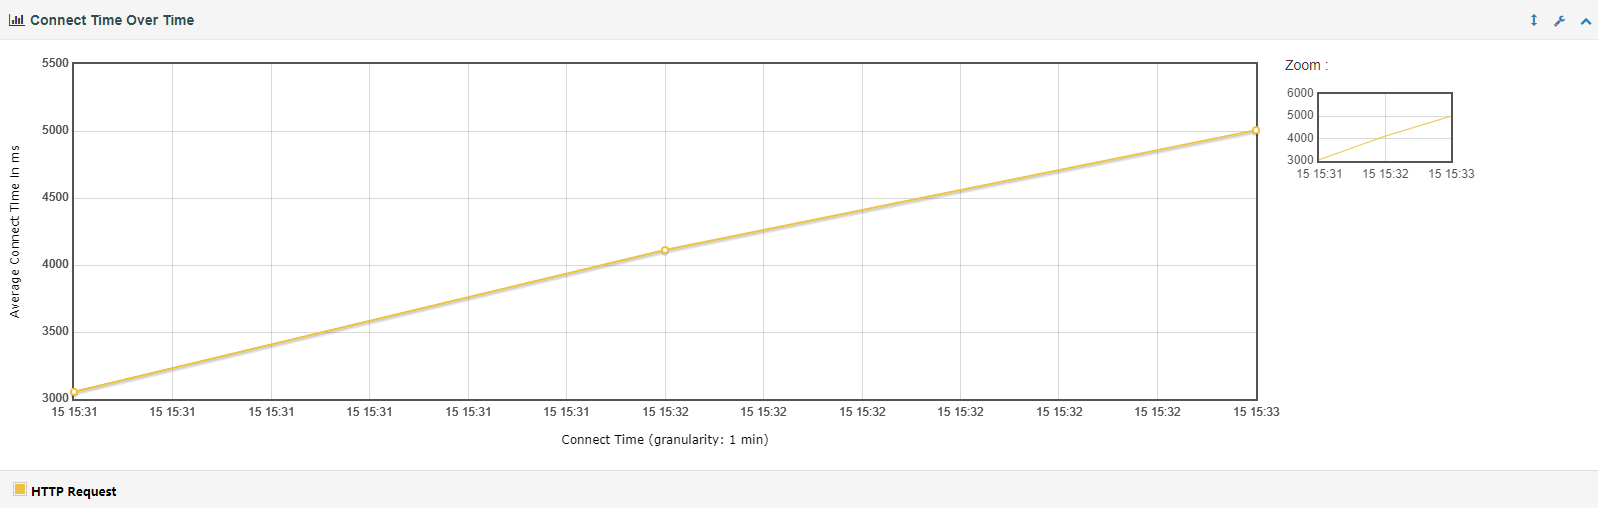 Connect Time Over Time
Zoom :
5500
5000
4500
4000
3500
3000
Average Connect Time In ms
15 15:31 15 15:31 15 15:31 15 15:31 15 15:31 15 15:31 15 15:32 15 15:32 15 15:32 15 15:32 15 15:32 15 15:32 15 15:33
Connect Time (granularity: 1 min)
6000
5000
4000
3000
15 15:31 15 15:32 15 15:33
HTTP Request